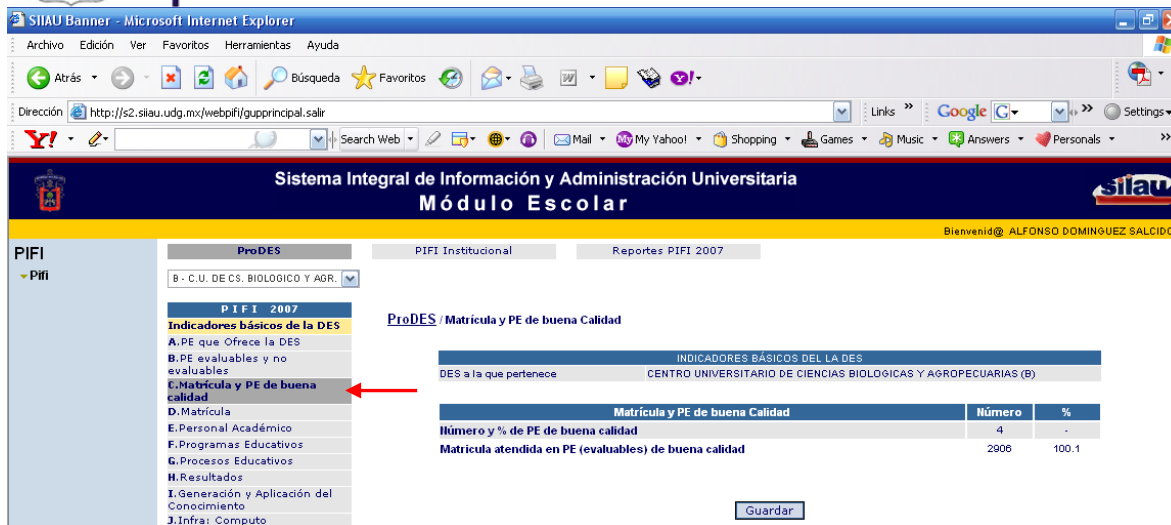 SIIAU Banner - Microsoft Internet Explorer
Archivo Edición Ver Favoritos Herramientas Ayuda
Atrás Búsqueda Favoritos
Dirección http://s2.siiau.udg.mx/webpifi/gupprincipal.salir Links » Google G Settings
Y! Search Web Mail My Yahoo! Shopping Games Music Answers Personals »
Sistema Integral de Información y Administración Universitaria
Módulo Escolar
siiau
Bienvenid@ ALFONSO DOMINGUEZ SALCIDO
PIFI
Pifi
ProDES PIFI Institucional Reportes PIFI 2007
B - C.U. DE CS. BIOLOGICO Y AGR.
PIFI 2007
Indicadores básicos de la DES
A.PE que Ofrece la DES
B.PE evaluables y no
evaluables
C.Matrícula y PE de buena
calidad
D.Matrícula
E.Personal Académico
F.Programas Educativos
G.Procesos Educativos
H.Resultados
I.Generación y Aplicación del
Conocimiento
J.Infra: Computo
ProDES / Matrícula y PE de buena Calidad
INDICADORES BÁSICOS DEL LA DES
DES a la que pertenece CENTRO UNIVERSITARIO DE CIENCIAS BIOLOGICAS Y AGROPECUARIAS (B)
Matrícula y PE de buena Calidad Número %
Número y % de PE de buena calidad 4 -
Matricula atendida en PE (evaluables) de buena calidad 2906 100.1
Guardar